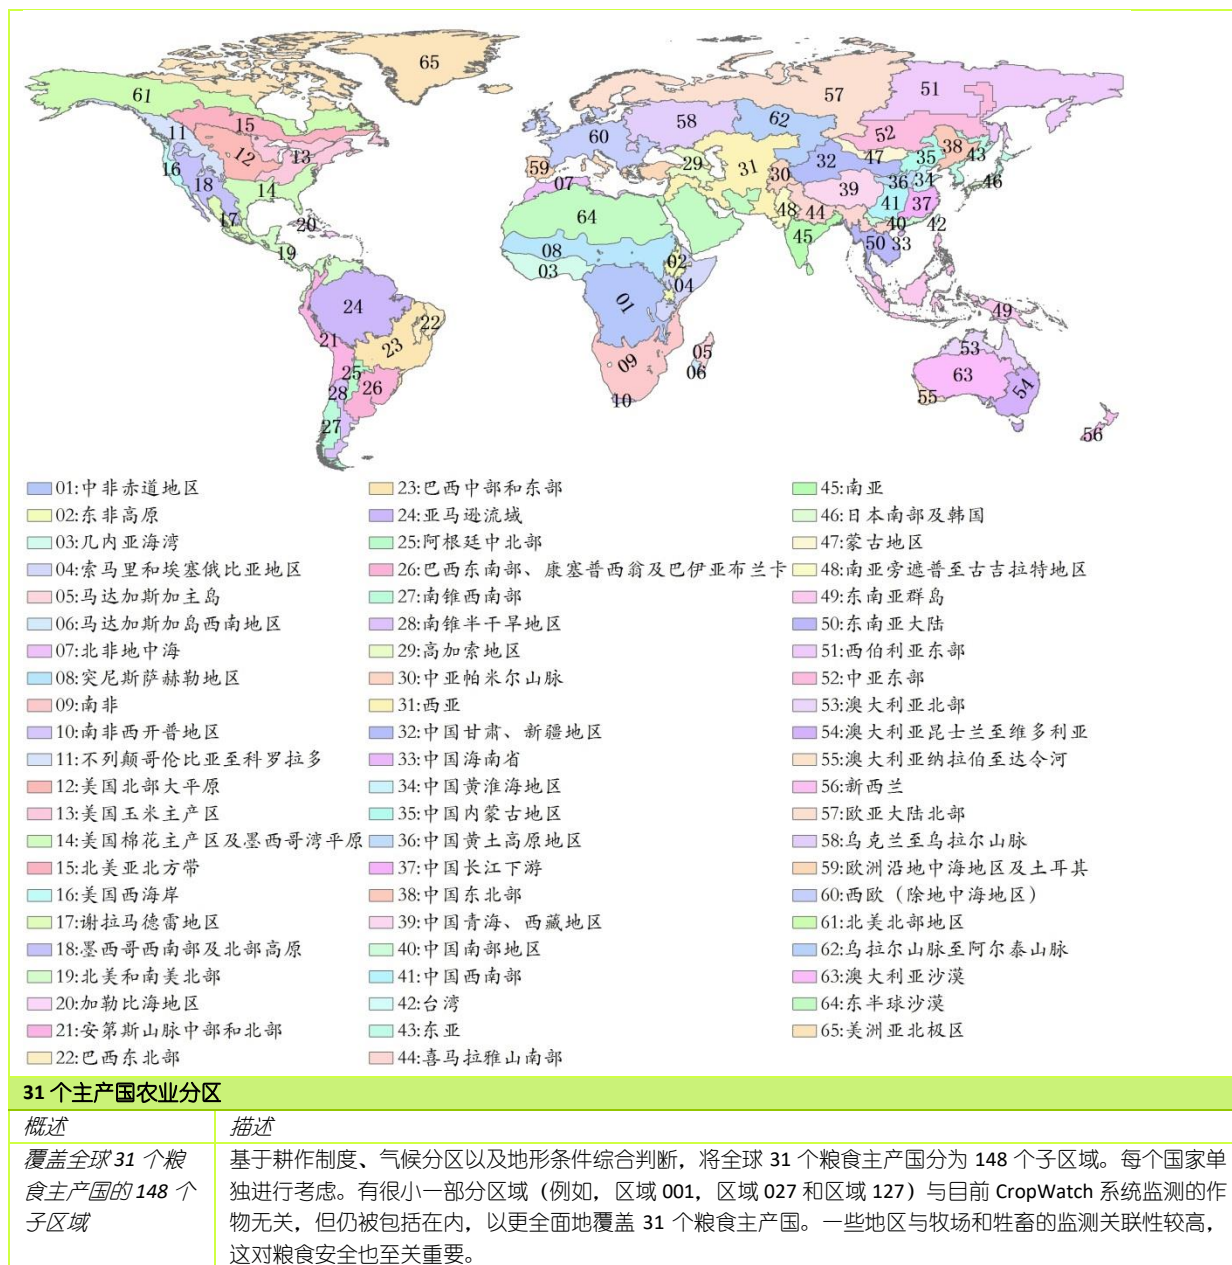 65
61
51
57
15
11
58
62
60
12
13
16
52
38
43
47
35
32
59
29
31
30
36
34
46
18
14
07
39
41
37
17
20
64
48
44
40
42
45
50
33
19
08
03
02
04
01
49
24
22
21
23
09
05
06
53
25
28
26
10
63
54
55
27
56
01:中非赤道地区
02:东非高原
03:几内亚海湾
04:索马里和埃塞俄比亚地区
05:马达加斯加主岛
06:马达加斯加岛西南地区
07:北非地中海
08:突尼斯萨赫勒地区
09:南非
10:南非西开普地区
11:不列颠哥伦比亚至科罗拉多
12:美国北部大平原
13:美国玉米主产区
14:美国棉花主产区及墨西哥湾平原
15:北美亚北方带
16:美国西海岸
17:谢拉马德雷地区
18:墨西哥西南部及北部高原
19:北美和南美北部
20:加勒比海地区
21:安第斯山脉中部和北部
22:巴西东北部
23:巴西中部和东部
24:亚马逊流域
25:阿根廷中北部
26:巴西东南部、康塞普西翁及巴伊亚布兰卡
27:南锥西南部
28:南锥半干旱地区
29:高加索地区
30:中亚帕米尔山脉
31:西亚
32:中国甘肃、新疆地区
33:中国海南省
34:中国黄淮海地区
35:中国内蒙古地区
36:中国黄土高原地区
37:中国长江下游
38:中国东北部
39:中国青海、西藏地区
40:中国南部地区
41:中国西南部
42:台湾
43:东亚
44:喜马拉雅山南部
45:南亚
46:日本南部及韩国
47:蒙古地区
48:南亚旁遮普至古吉拉特地区
49:东南亚群岛
50:东南亚大陆
51:西伯利亚东部
52:中亚东部
53:澳大利亚北部
54:澳大利亚昆士兰至维多利亚
55:澳大利亚纳拉伯至达令河
56:新西兰
57:欧亚大陆北部
58:乌克兰至乌拉尔山脉
59:欧洲沿地中海地区及土耳其
60:西欧（除地中海地区）
61:北美北部地区
62:乌拉尔山脉至阿尔泰山脉
63:澳大利亚沙漠
64:东半球沙漠
65:美洲亚北极区
31 个主产国农业分区
概述
描述
覆盖全球 31 个粮
食主产国的 148 个
子区域
基于耕作制度、气候分区以及地形条件综合判断，将全球 31 个粮食主产国分为 148 个子区域。每个国家单
独进行考虑。有很小一部分区域（例如，区域 001，区域 027 和区域 127）与目前 CropWatch 系统监测的作
物无关，但仍被包括在内，以更全面地覆盖 31 个粮食主产国。一些地区与牧场和牲畜的监测关联性较高，
这对粮食安全也至关重要。